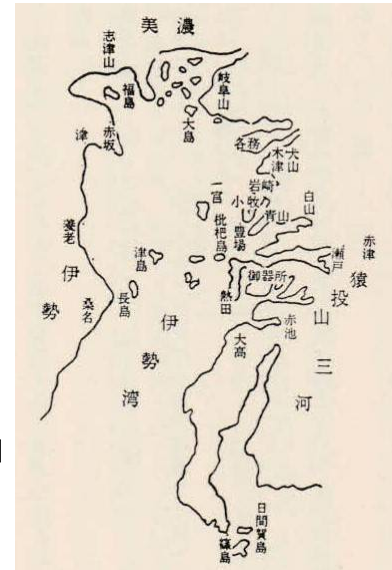 美濃
志津山
福島
大島
岐阜山
津
赤坂
各務
犬山
木津
岩崎
小牧
青山
一宮
枇杷島
豊場
白山
赤津
瀬戸
猿投山
養老
津島
御器所
伊勢
桑名
長島
伊勢湾
熱田
大高
赤池
三河
日間賀島
篠島